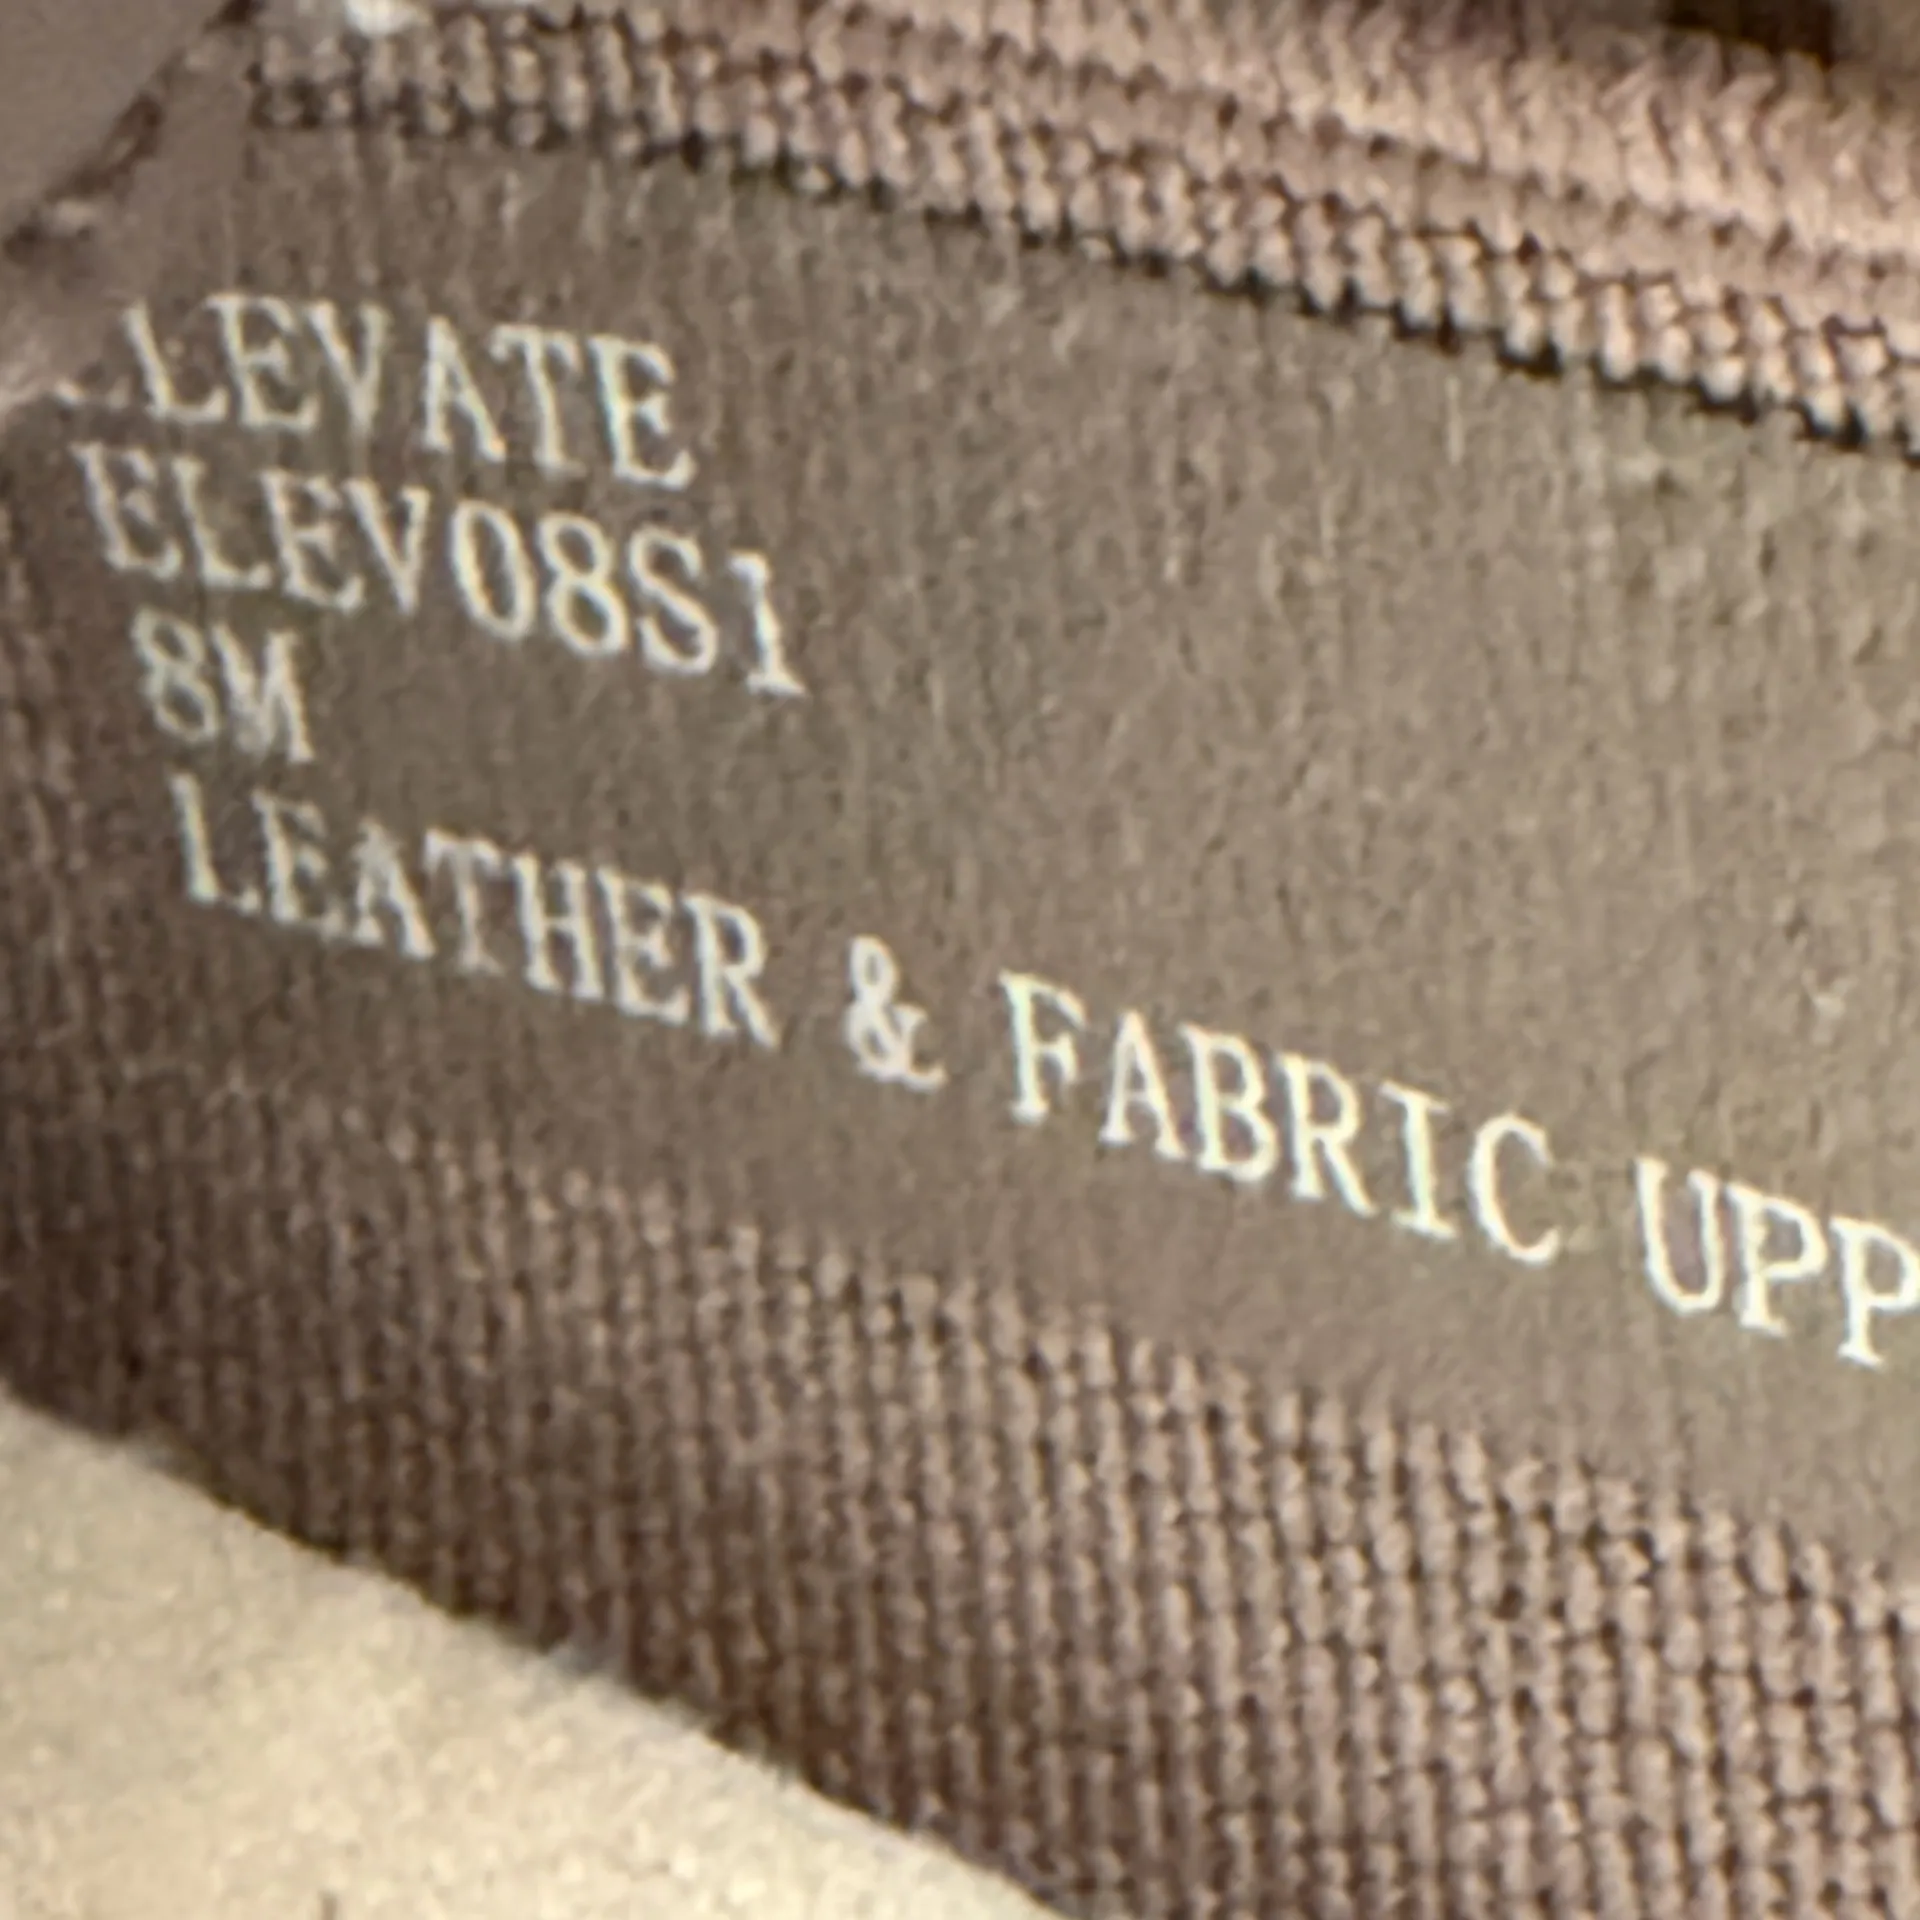 LEVATE
ELEV08S1
8M
LEATHER & FABRIC UPP